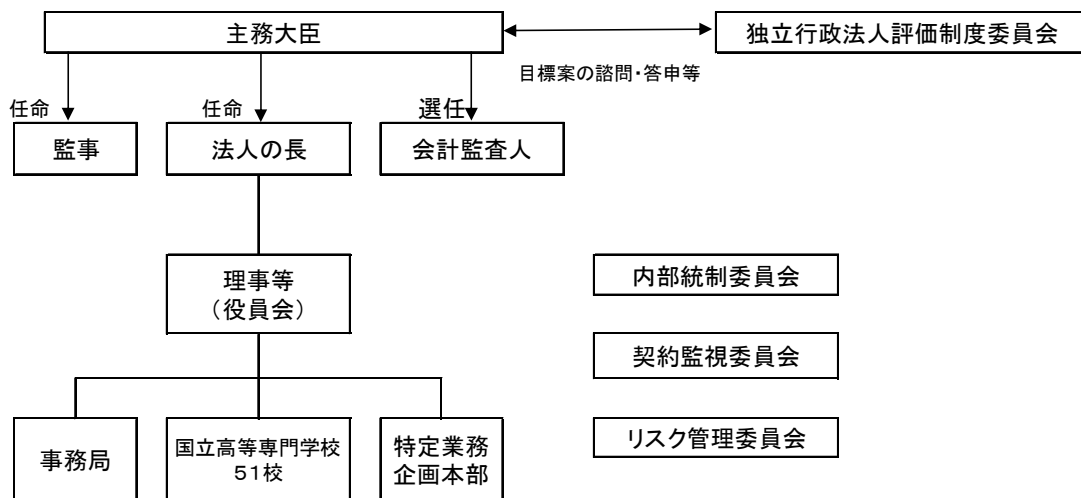 主務大臣
独立行政法人評価制度委員会
目標案の諮問・答申等
任命
任命
選任
監事
法人の長
会計監査人
理事等
（役員会）
内部統制委員会
契約監視委員会
リスク管理委員会
事務局
国立高等専門学校
５１校
特定業務
企画本部